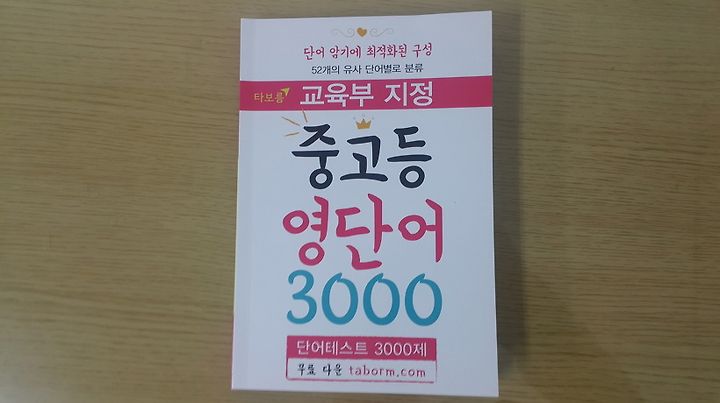 단어 암기에 최적화된 구성
52개의 유사 단어별로 분류
타보름 교육부 지정
중고등
영단어
3000
단어테스트 3000제
무료 다운 taborm.com